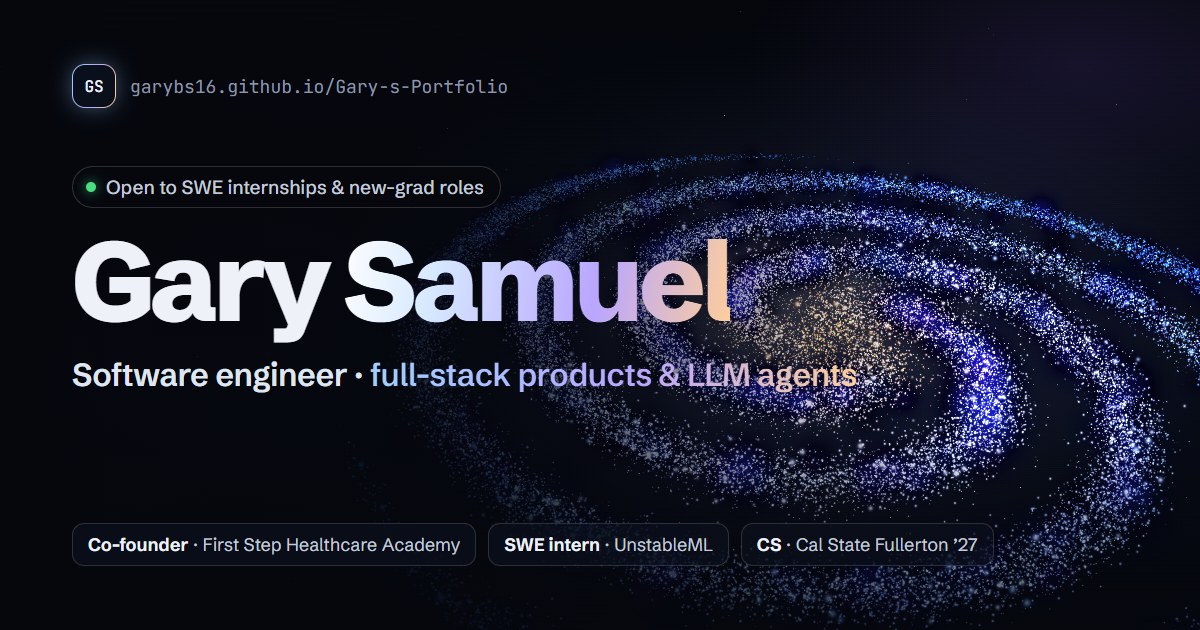 GS
garybs16.github.io/Gary-s-Portfolio
Open to SWE internships & new-grad roles
Gary Samuel
Software engineer · full-stack products & LLM agents
Co-founder · First Step Healthcare Academy
SWE intern · UnstableML
CS · Cal State Fullerton ’27